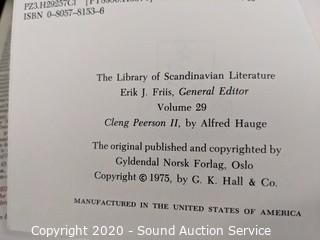 ISBN 0-8057-8153-6
The Library of Scandinavian Literature
Erik J. Friis, General Editor
Volume 29
Cleng Peerson II, by Alfred Hauge
The original published and copyrighted by
Gyldendal Norsk Forlag, Oslo
Copyright © 1975, by G. K. Hall & Co.
MANUFACTURED IN THE UNITED STATES OF AMERICA
Copyright 2020 - Sound Auction Service